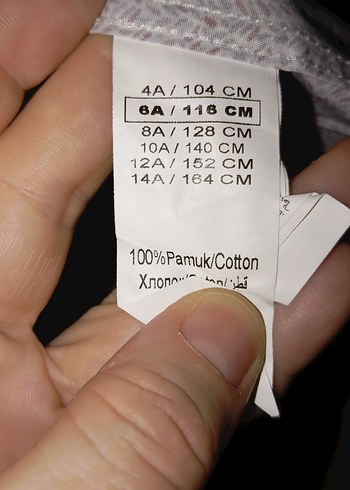 4A / 104 CM
6A / 116 CM
8A / 128 CM
10A / 140 CM
12A / 152 CM
14A / 164 CM
100%Pamuk/Cotton
قطن